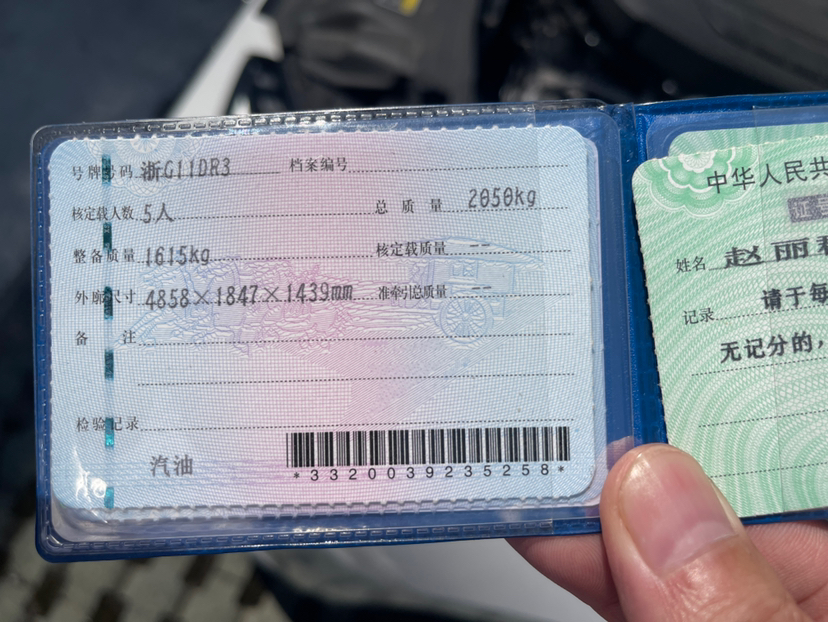 号牌号码 浙G11DR3 档案编号
核定载人数 5人 总质量 2050kg
整备质量 1615kg 核定载质量 --
外廓尺寸 4858×1847×1439mm 准牵引总质量 --
备注
检验记录
汽油
*3320039235258*
中华人民共
证号
姓名 赵丽
记录 请于每
无记分的，